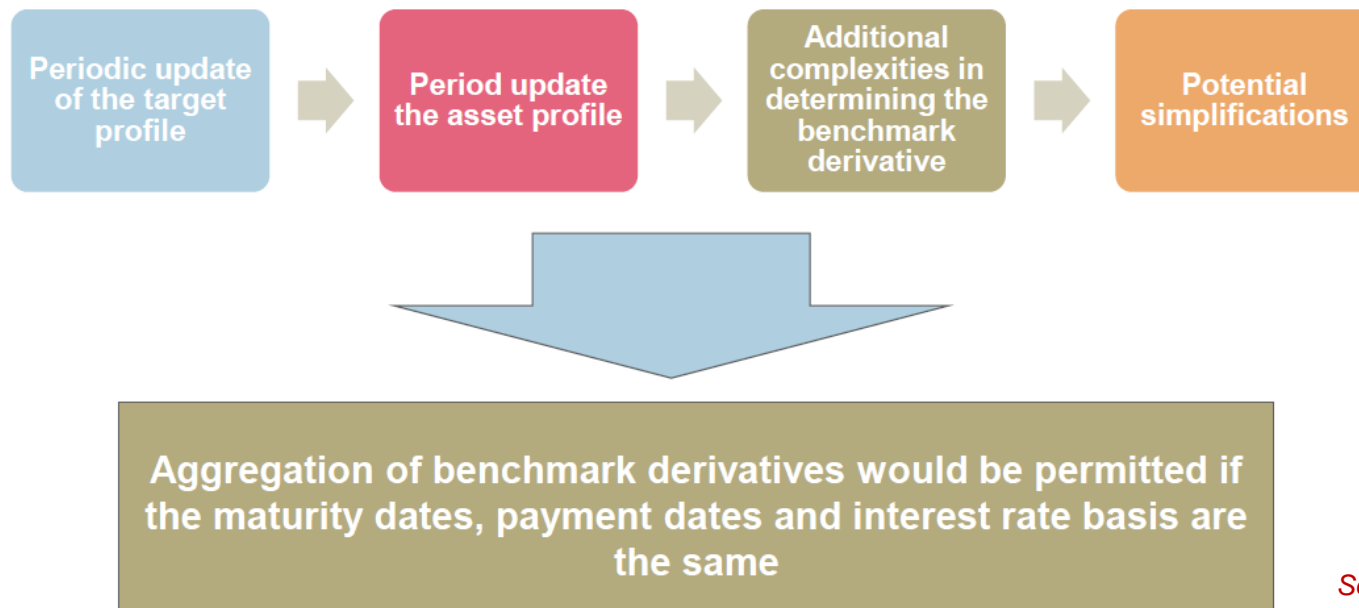 Periodic update
of the target
profile
Period update
the asset profile
Additional
complexities in
determining the
benchmark
derivative
Potential
simplifications
Aggregation of benchmark derivatives would be permitted if
the maturity dates, payment dates and interest rate basis are
the same